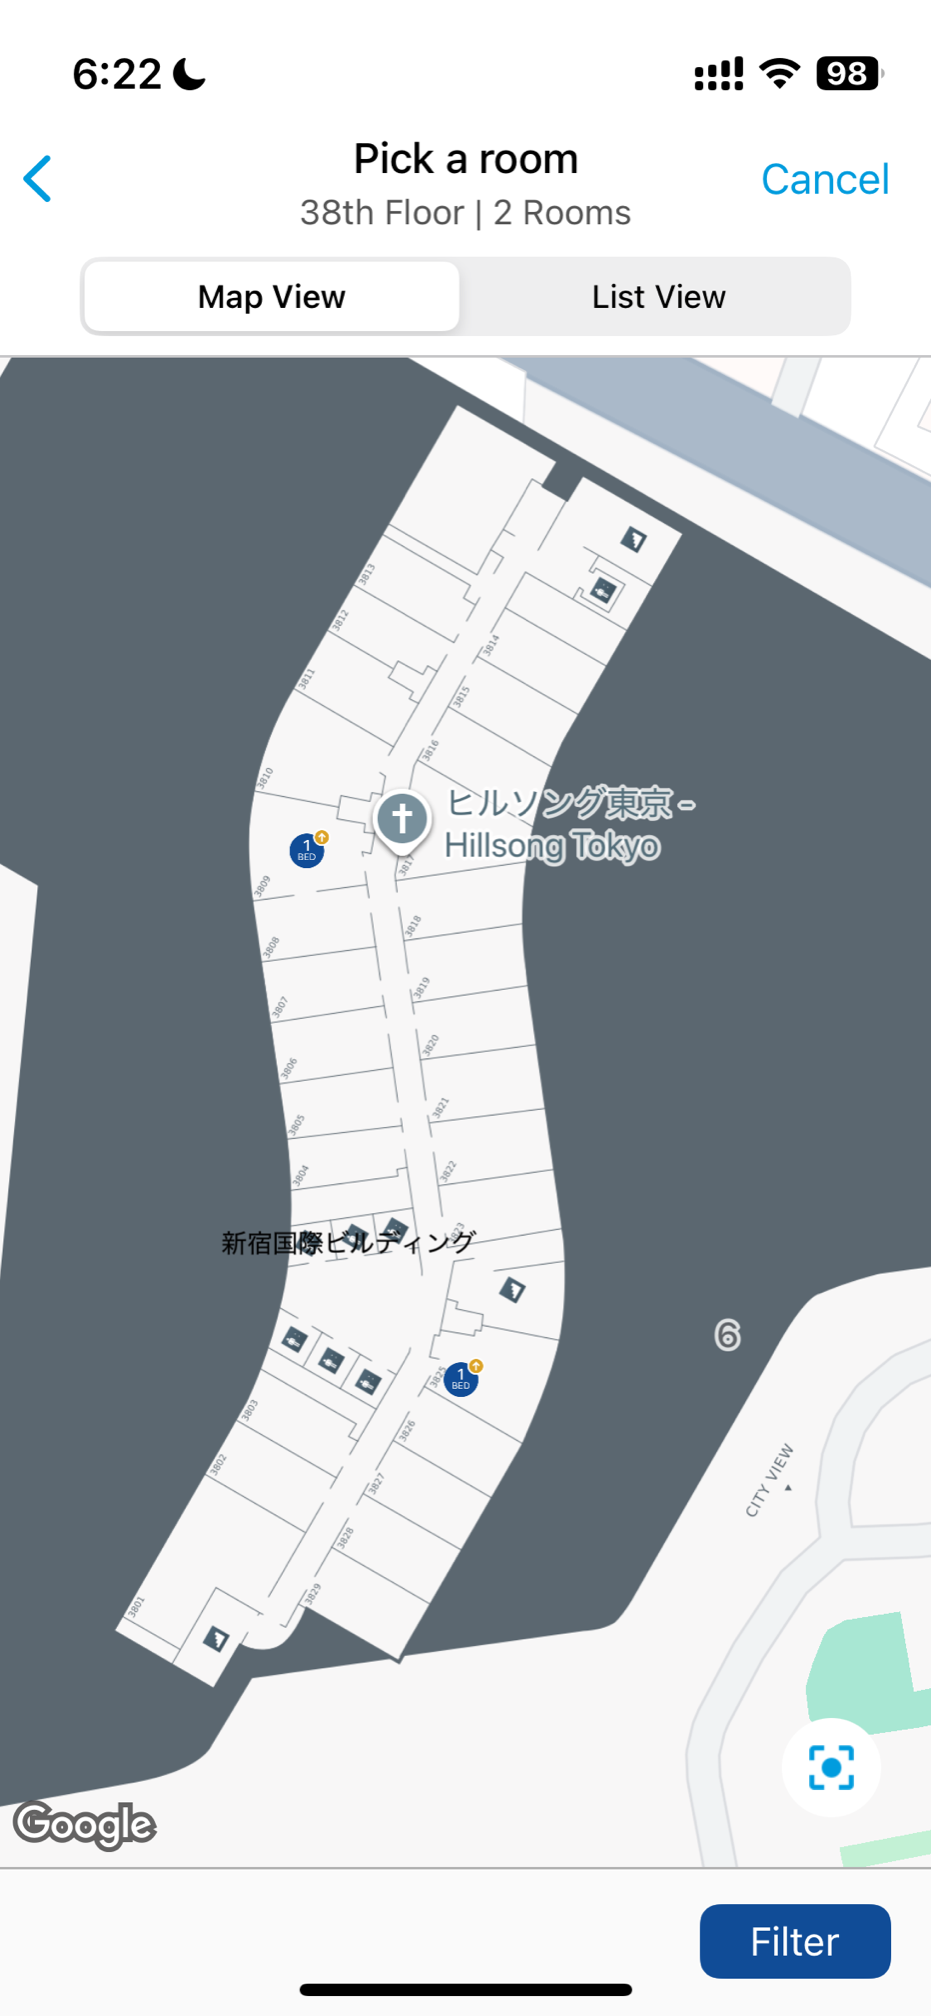 6:22
98
Pick a room
Cancel
38th Floor | 2 Rooms
Map View
List View
3813
3812
3814
3811
3815
3816
3810
ヒルソング東京 -
Hillsong Tokyo
1
BED
3817
3809
3818
3808
3819
3807
3820
3806
3821
3805
3822
3804
3823
新宿国際ビルディング
6
1
BED
3825
3803
3826
3802
CITY VIEW
3827
3828
3829
3801
Google
Filter